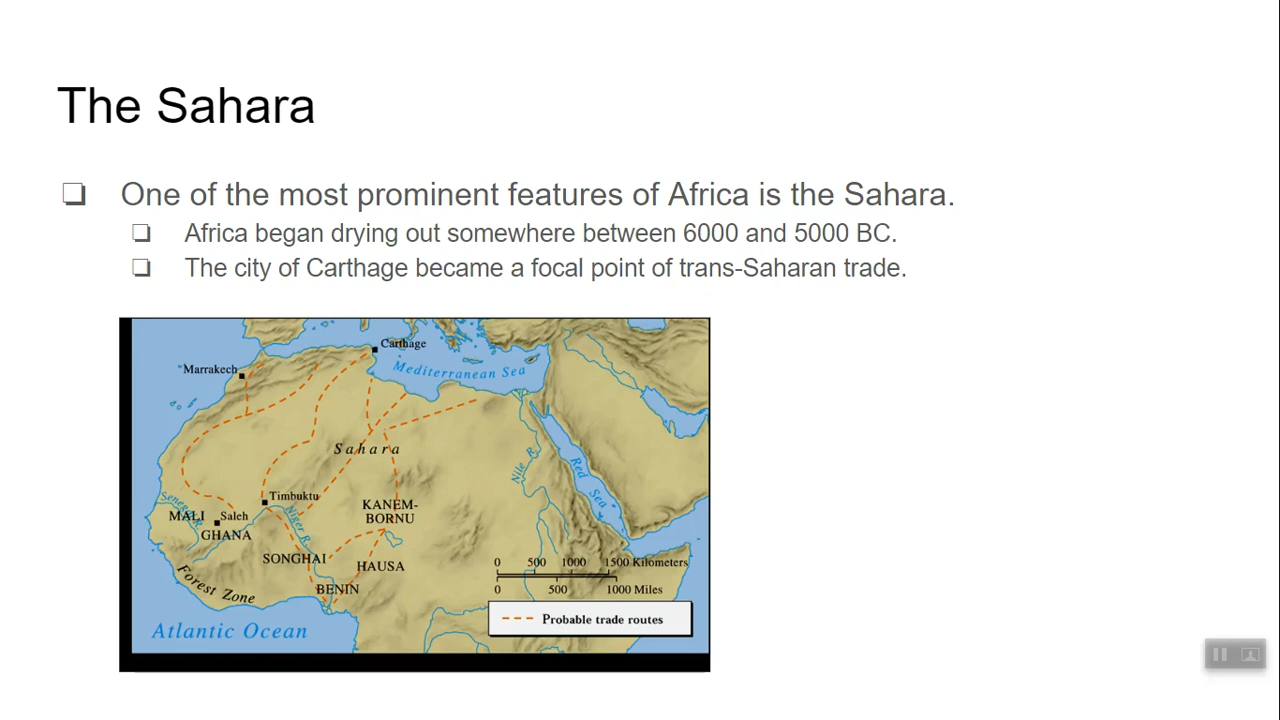 The Sahara
❏ One of the most prominent features of Africa is the Sahara.
❏ Africa began drying out somewhere between 6000 and 5000 BC.
❏ The city of Carthage became a focal point of trans-Saharan trade.
Carthage
Marrakech
Mediterranean Sea
Sahara
Nile R.
Red Sea
Timbuktu
Senegal R.
MALI
Saleh
GHANA
Niger R.
KANEM-
BORNU
SONGHAI
HAUSA
BENIN
Forest Zone
Atlantic Ocean
0 500 1000 1500 Kilometers
0 500 1000 Miles
Probable trade routes